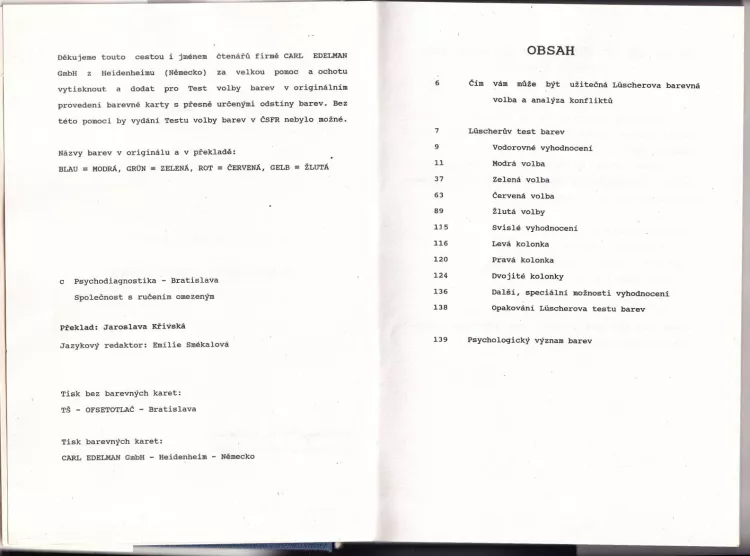 Děkujeme touto cestou i jménem čtenářů firmě CARL EDELMAN
GmbH z Heidenheimu (Německo) za velkou pomoc a ochotu
vytisknout a dodat pro Test volby barev v originálním
provedení barevné karty s přesně určenými odstíny barev. Bez
této pomoci by vydání Testu volby barev v ČSFR nebylo možné.
Názvy barev v originálu a v překladě:
BLAU = MODRÁ, GRÜN = ZELENÁ, ROT = ČERVENÁ, GELB = ŽLUTÁ
c Psychodiagnostika - Bratislava
Společnost s ručením omezeným
Překlad: Jaroslava Křivská
Jazykový redaktor: Emílie Smékalová
Tisk bez barevných karet:
TŠ - OFSETOTLAČ - Bratislava
Tisk barevných karet:
CARL EDELMAN GmbH - Heidenheim - Německo
OBSAH
6 Čím vám může být užitečná Lüscherova barevná
volba a analýza konfliktů
7 Lüscherův test barev
9 Vodorovné vyhodnocení
11 Modrá volba
37 Zelená volba
63 Červená volba
89 Žlutá volby
115 Svislé vyhodnocení
116 Levá kolonka
120 Pravá kolonka
124 Dvojité kolonky
136 Další, speciální možnosti vyhodnocení
138 Opakování Lüscherova testu barev
139 Psychologický význam barev